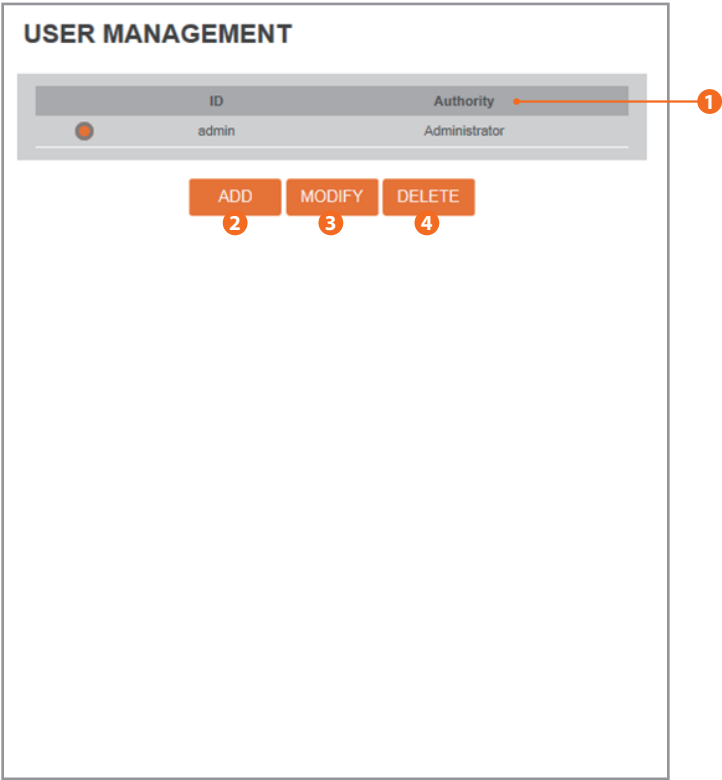 USER MANAGEMENT
ID Authority 1
admin Administrator
ADD MODIFY DELETE
2 3 4